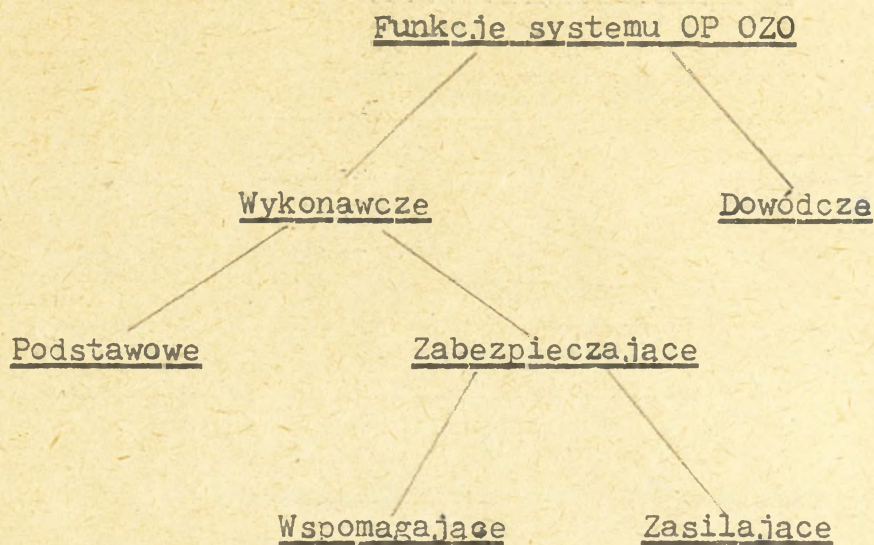 Funkcje systemu OP OZO
Wykonawcze Dowódcze
Podstawowe Zabezpieczające
Wspomagające Zasilające